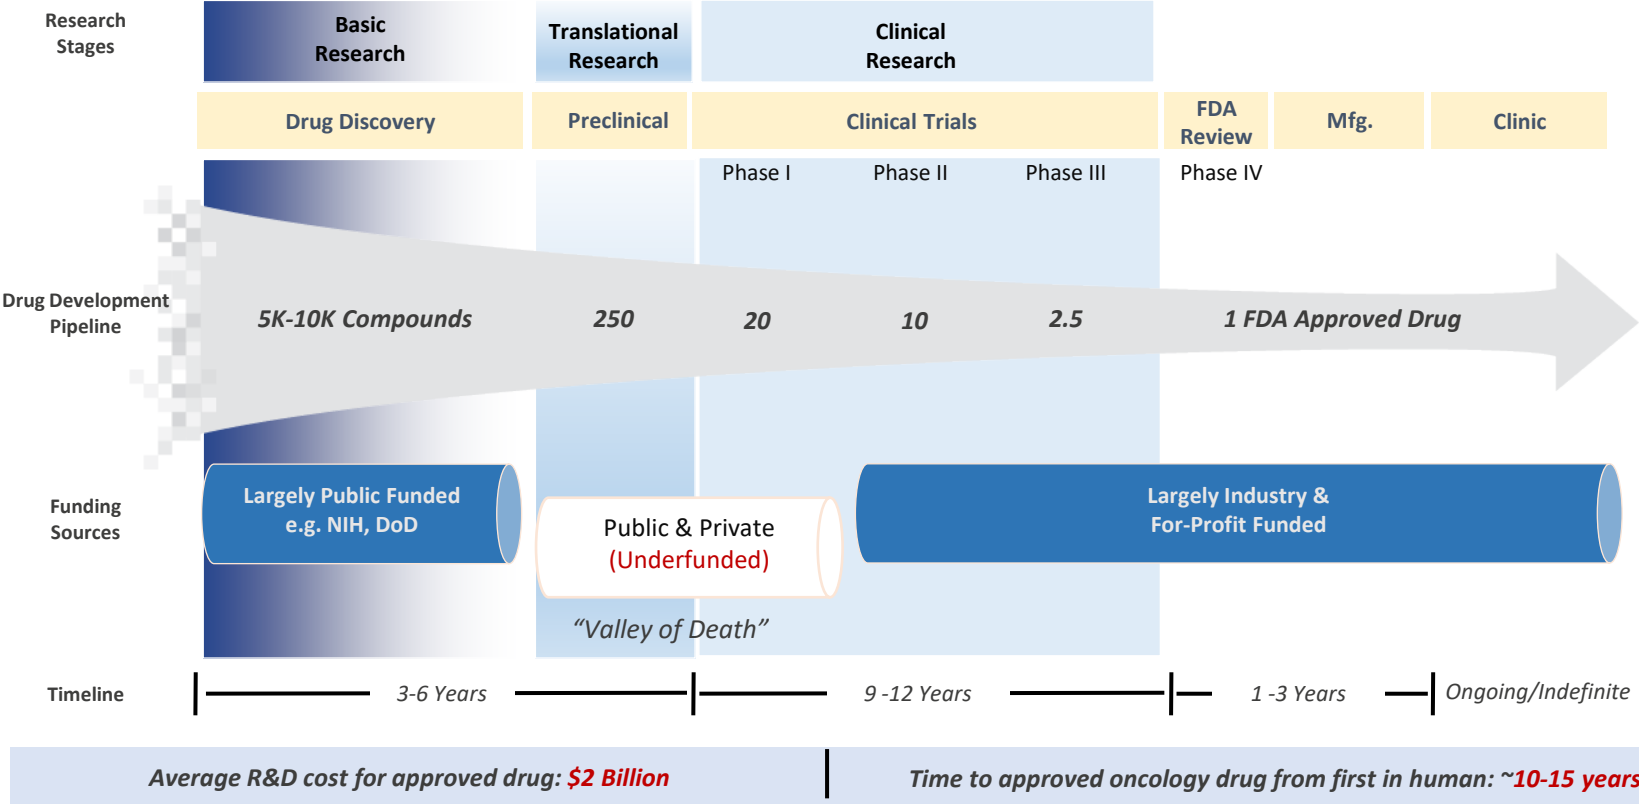 Research
Stages
Basic
Research
Translational
Research
Clinical
Research
Drug Discovery
Preclinical
Clinical Trials
FDA
Review
Mfg.
Clinic
Phase I
Phase II
Phase III
Phase IV
Drug Development
Pipeline
5K-10K Compounds
250
20
10
2.5
1 FDA Approved Drug
Funding
Sources
Largely Public Funded
e.g. NIH, DoD
Public & Private
(Underfunded)
Largely Industry &
For-Profit Funded
“Valley of Death”
Timeline
3-6 Years
9 -12 Years
1 -3 Years
Ongoing/Indefinite
Average R&D cost for approved drug: $2 Billion
Time to approved oncology drug from first in human: ~10-15 years